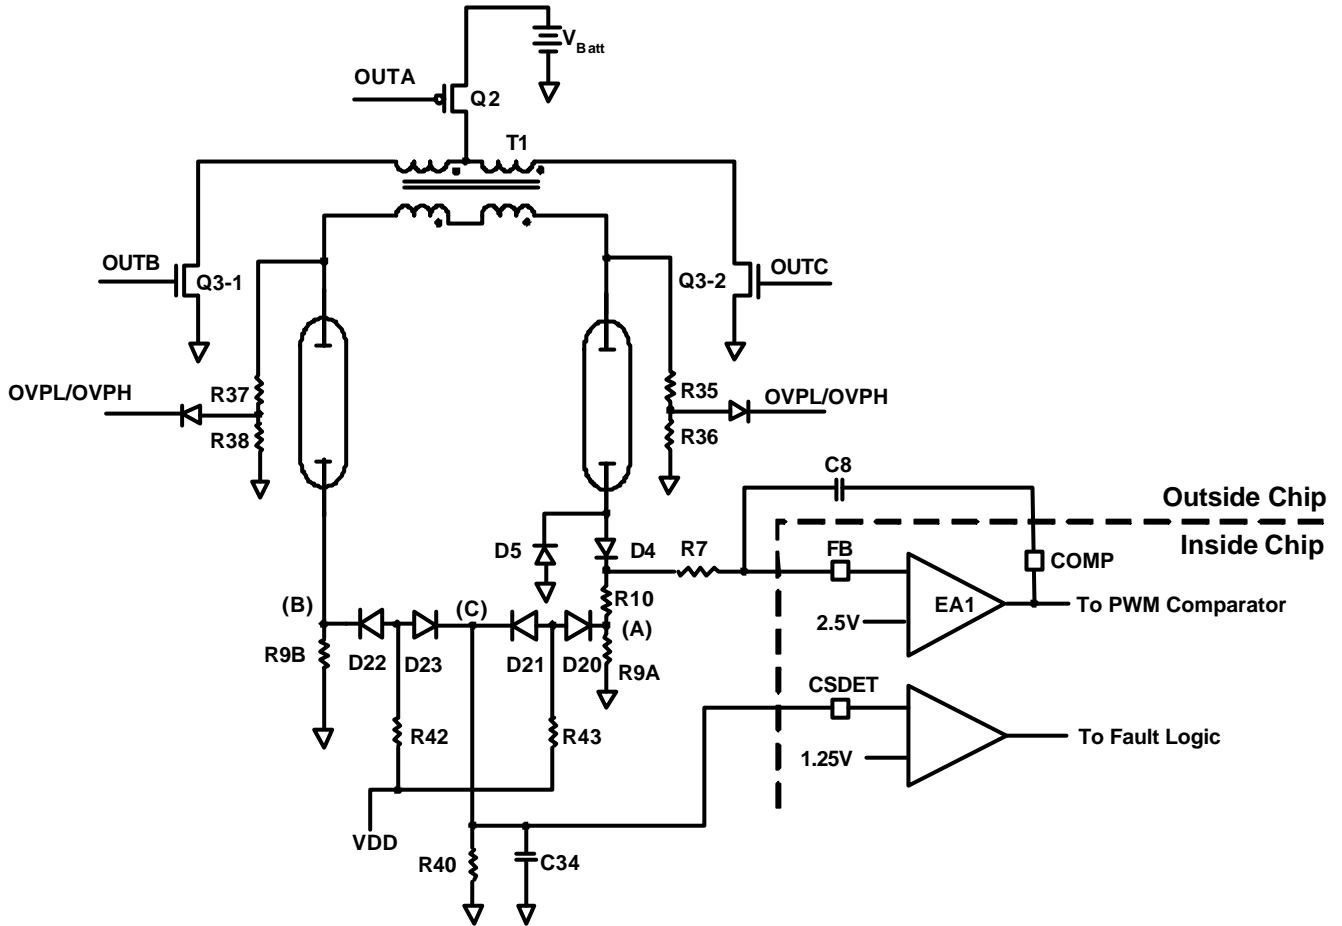 V Batt
OUTA
Q2
T1
OUTB
Q3-1
Q3-2
OUTC
OVPL/OVPH
R37
R38
R35
R36
OVPL/OVPH
C8
Outside Chip
Inside Chip
D5
D4
R7
FB
COMP
EA1
To PWM Comparator
2.5V
(B)
(C)
R10
(A)
R9B
D22
D23
D21
D20
R9A
CSDET
R42
R43
1.25V
To Fault Logic
VDD
R40
C34